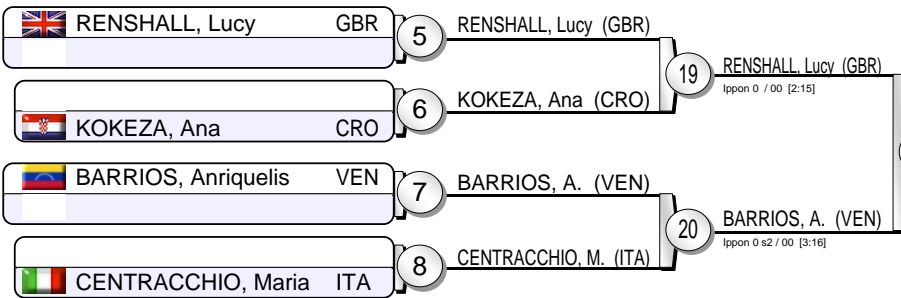 RENSHALL, Lucy GBR
5
RENSHALL, Lucy (GBR)
19
RENSHALL, Lucy (GBR)
Ippon 0 / 00 [2:15]
6
KOKEZA, Ana (CRO)
KOKEZA, Ana CRO
BARRIOS, Anriquelis VEN
7
BARRIOS, A. (VEN)
20
BARRIOS, A. (VEN)
Ippon 0 s2 / 00 [3:16]
8
CENTRACCHIO, M. (ITA)
CENTRACCHIO, Maria ITA